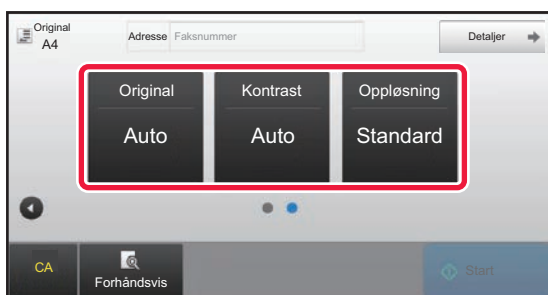 Original
A4
Adresse Faksnummer
Detaljer
Original Kontrast Oppløsning
Auto Auto Standard
CA
Forhåndsvis
Start